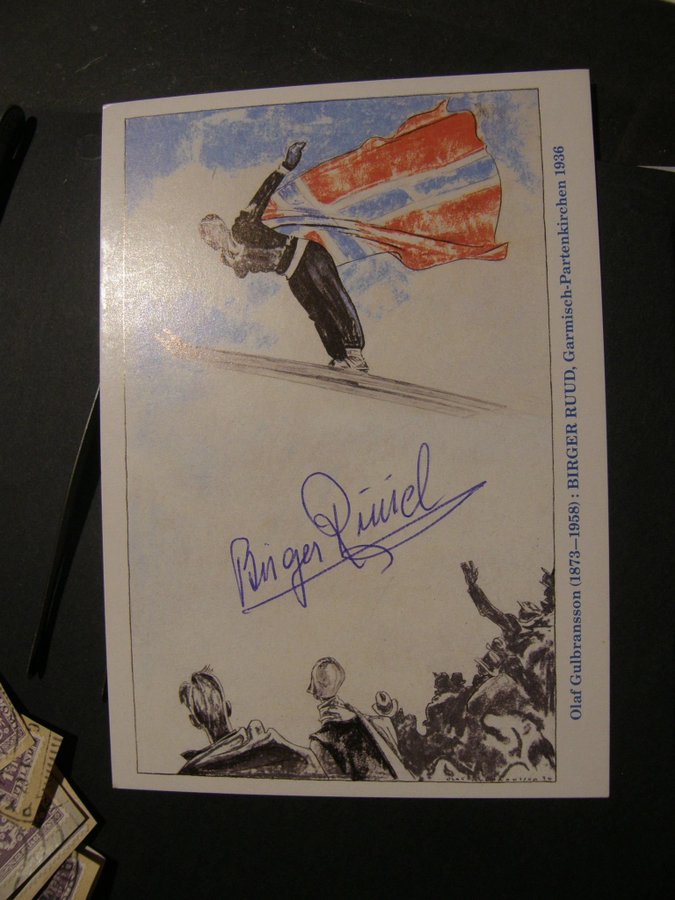 Olaf Gulbransson (1873—1958) : BIRGER RUUD, Garmisch-Partenkirchen 1936
Birger Ruud